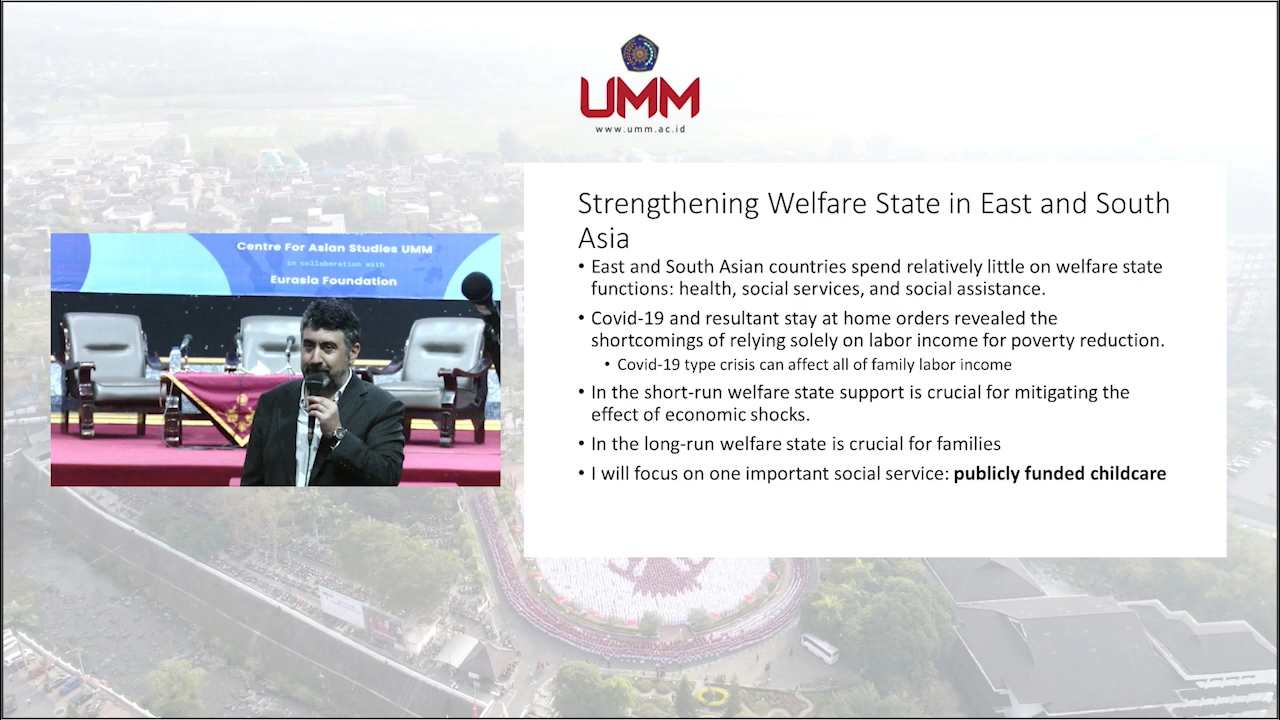 UMM
www.umm.ac.id
Centre For Asian Studies UMM
in collaboration with
Eurasia Foundation
Strengthening Welfare State in East and South
Asia
• East and South Asian countries spend relatively little on welfare state
functions: health, social services, and social assistance.
• Covid-19 and resultant stay at home orders revealed the
shortcomings of relying solely on labor income for poverty reduction.
• Covid-19 type crisis can affect all of family labor income
• In the short-run welfare state support is crucial for mitigating the
effect of economic shocks.
• In the long-run welfare state is crucial for families
• I will focus on one important social service: publicly funded childcare